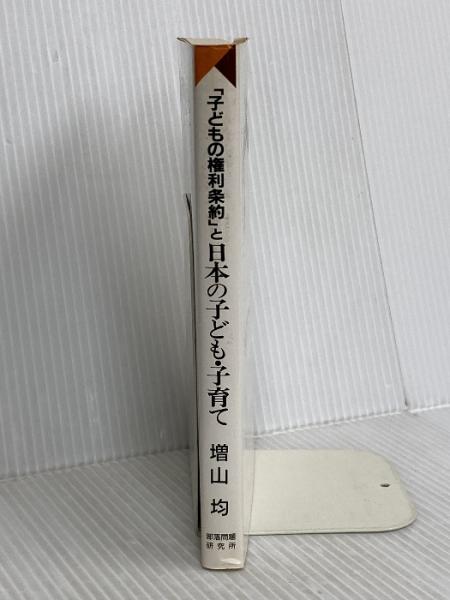 「子どもの権利条約」と日本の子ども・子育て
増山 均
部落問題
研究所